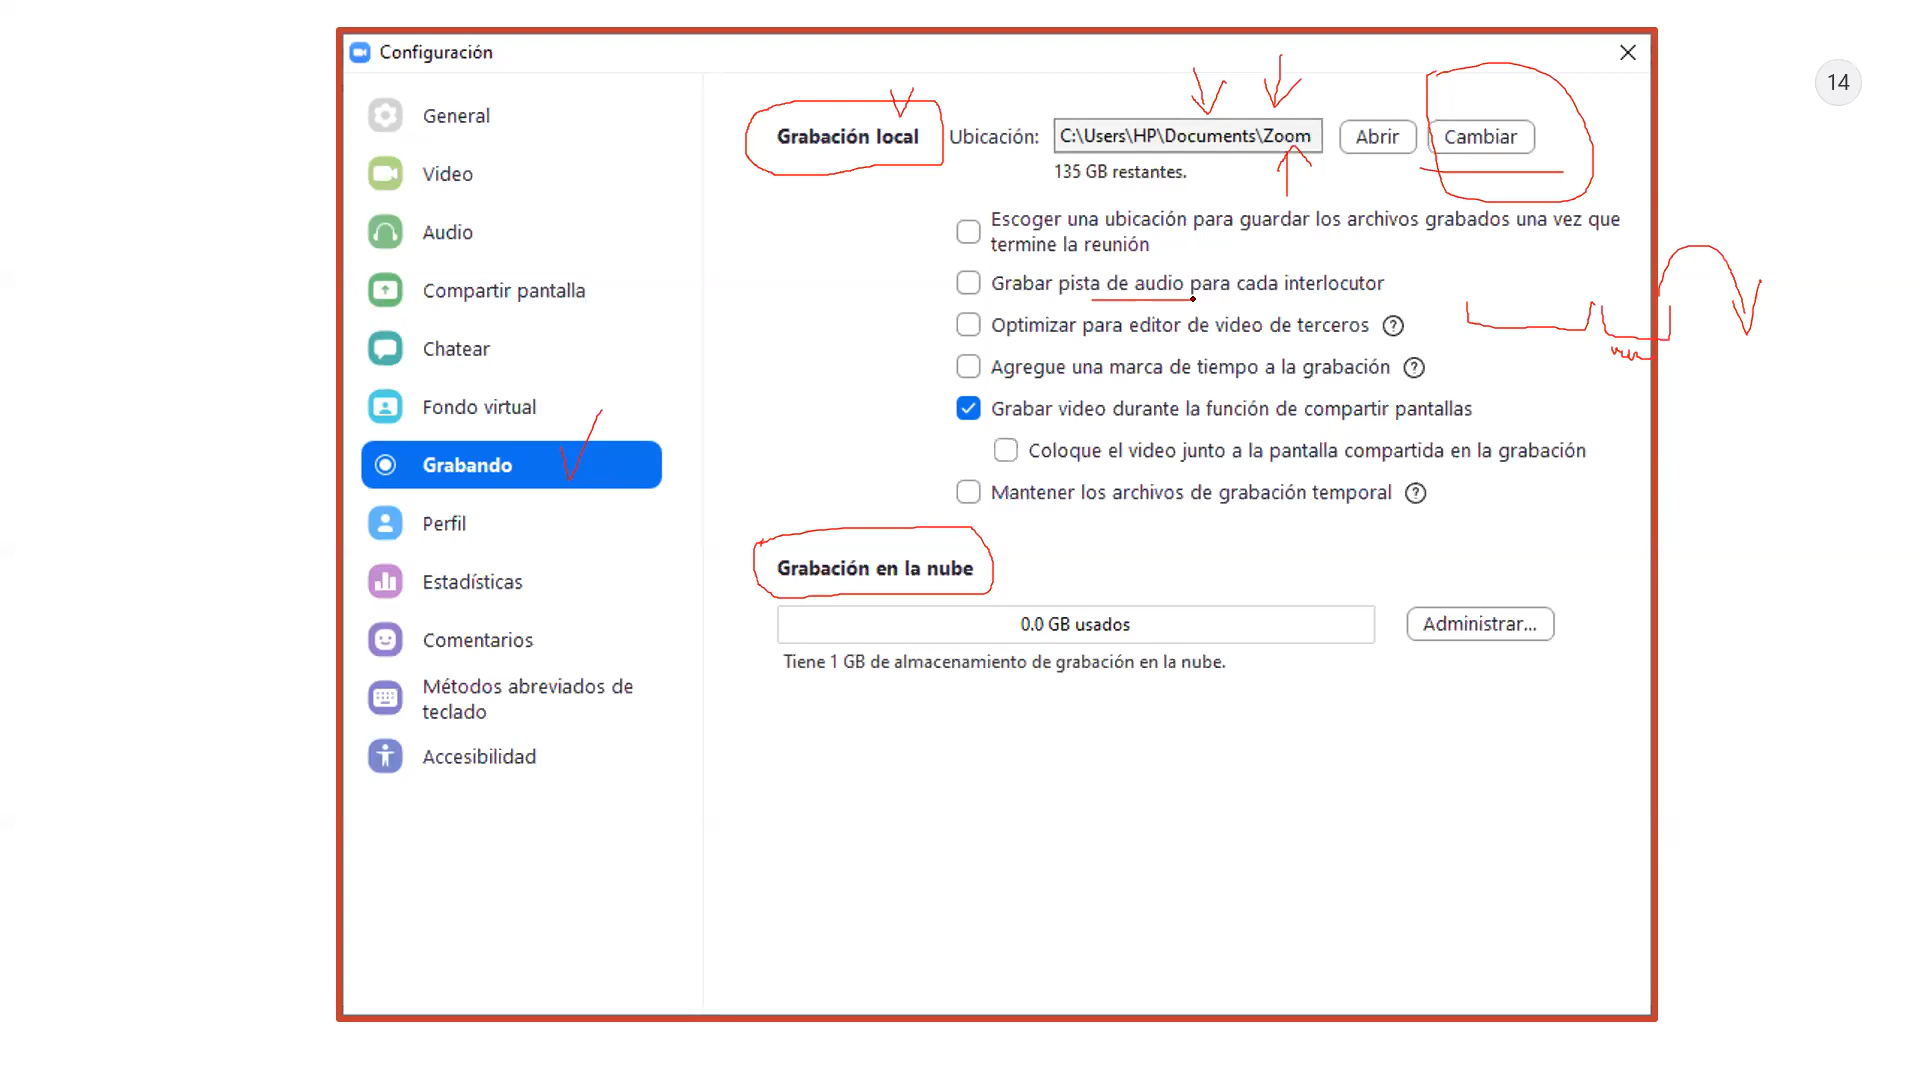 Configuración
14
General
Video
Audio
Compartir pantalla
Chatear
Fondo virtual
Grabando
Perfil
Estadísticas
Comentarios
Métodos abreviados de
teclado
Accesibilidad
Grabación local
Ubicación:
C:\Users\HP\Documents\Zoom
Abrir
Cambiar
135 GB restantes.
Escoger una ubicación para guardar los archivos grabados una vez que
termine la reunión
Grabar pista de audio para cada interlocutor
Optimizar para editor de video de terceros ?
Agregue una marca de tiempo a la grabación ?
Grabar video durante la función de compartir pantallas
Coloque el video junto a la pantalla compartida en la grabación
Mantener los archivos de grabación temporal ?
Grabación en la nube
0.0 GB usados
Administrar...
Tiene 1 GB de almacenamiento de grabación en la nube.